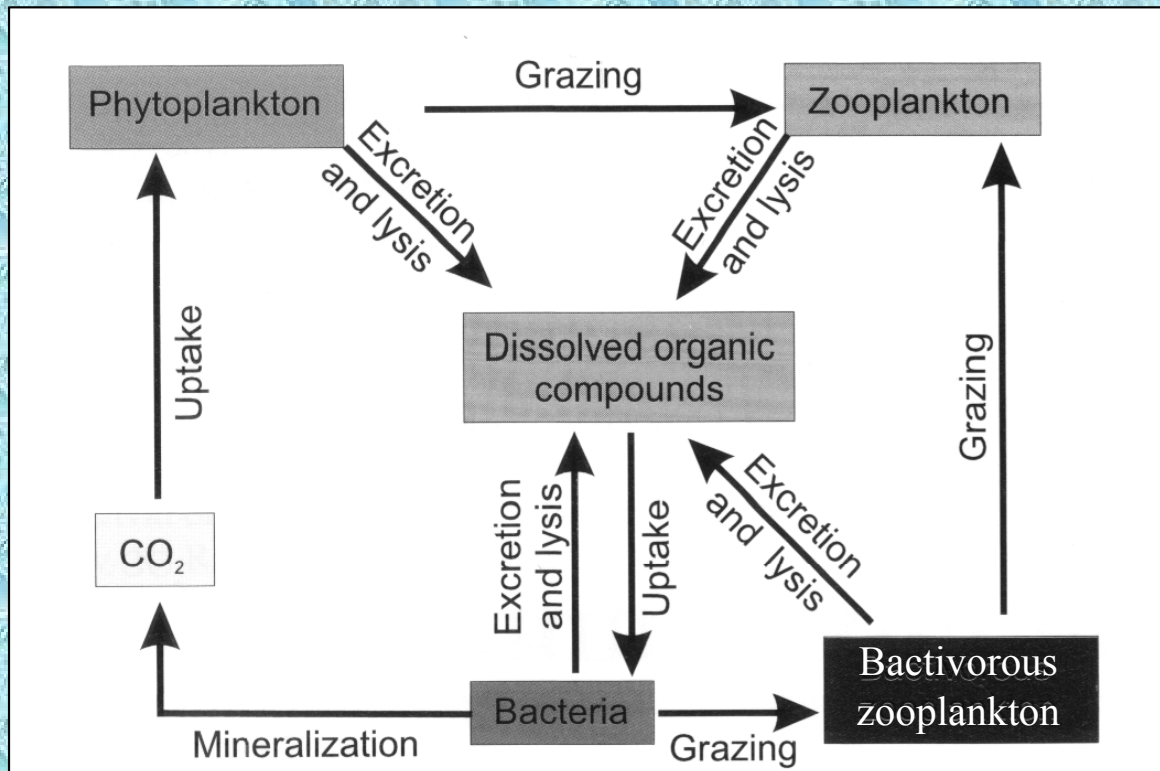 Phytoplankton
Grazing
Zooplankton
Excretion
and lysis
Excretion
and lysis
Dissolved organic
compounds
Uptake
Grazing
CO₂
Excretion
and lysis
Uptake
Excretion
and lysis
Bacteria
Bactivorous
zooplankton
Mineralization
Grazing